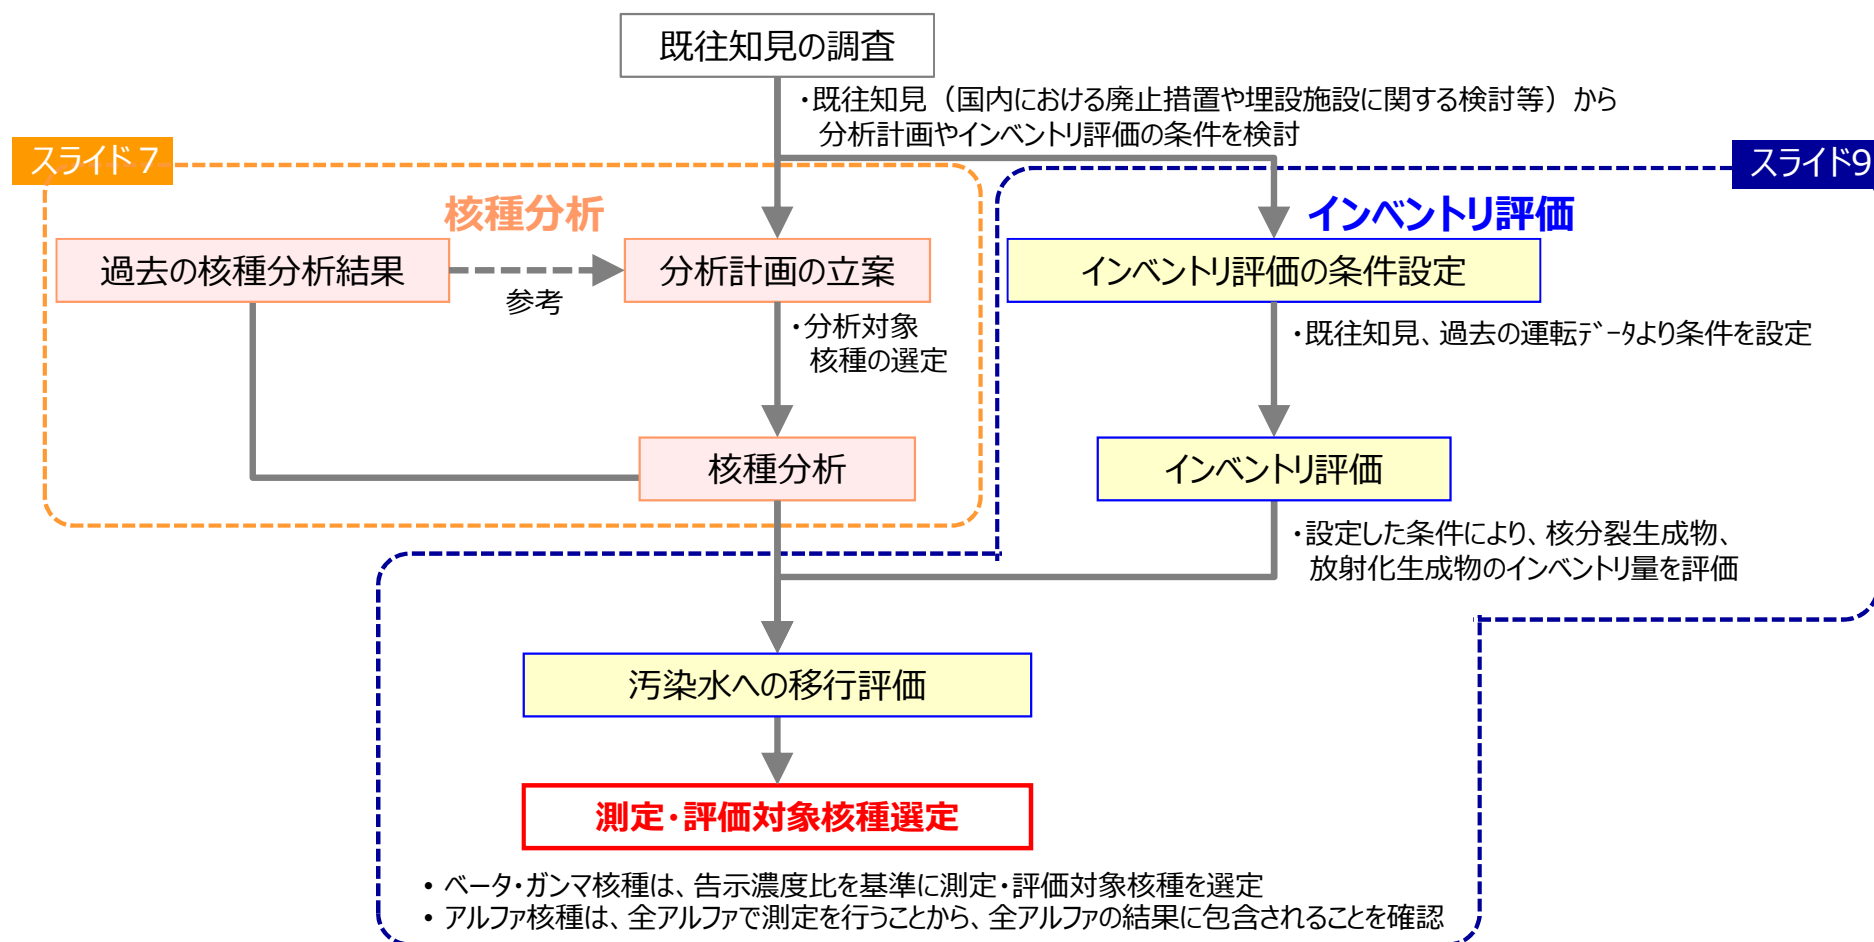 既往知見の調査
・既往知見（国内における廃止措置や埋設施設に関する検討等）から
分析計画やインベントリ評価の条件を検討
スライド７
スライド9
核種分析
インベントリ評価
過去の核種分析結果
参考
分析計画の立案
インベントリ評価の条件設定
・分析対象
核種の選定
・既往知見、過去の運転ﾃﾞｰﾀより条件を設定
核種分析
インベントリ評価
・設定した条件により、核分裂生成物、
放射化生成物のインベントリ量を評価
汚染水への移行評価
測定・評価対象核種選定
• ベータ・ガンマ核種は、告示濃度比を基準に測定・評価対象核種を選定
• アルファ核種は、全アルファで測定を行うことから、全アルファの結果に包含されることを確認